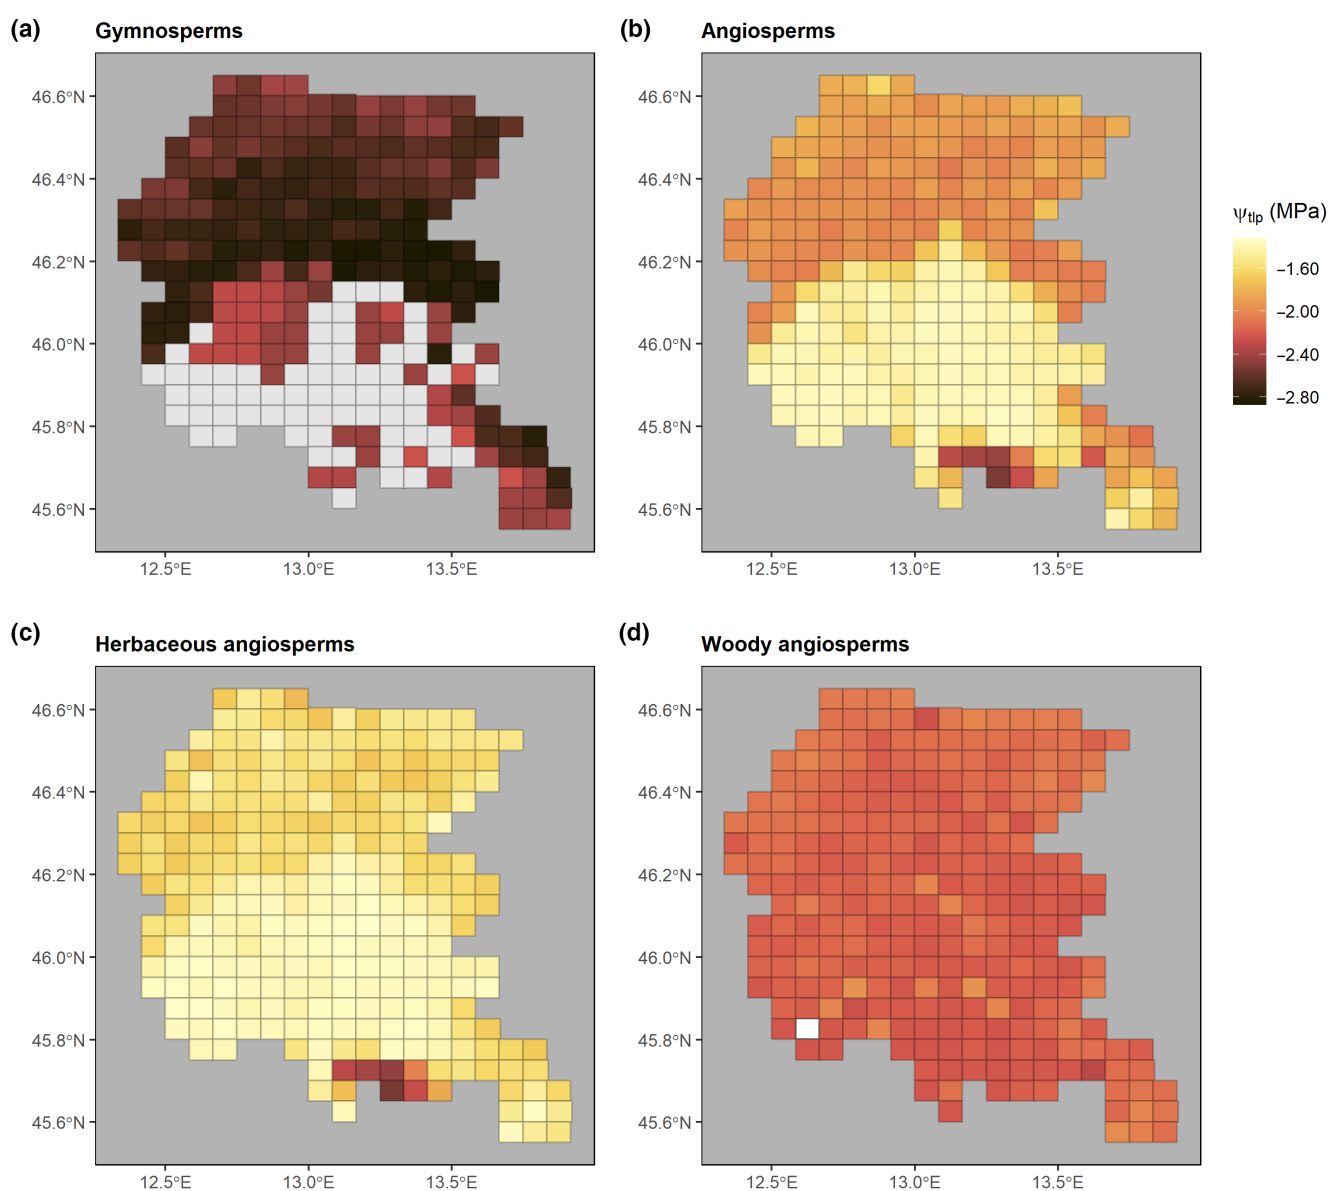 (a) Gymnosperms
(b) Angiosperms
46.6°N
46.4°N
46.2°N
46.0°N
45.8°N
45.6°N
12.5°E 13.0°E 13.5°E
46.6°N
46.4°N
46.2°N
46.0°N
45.8°N
45.6°N
12.5°E 13.0°E 13.5°E
ψtlp (MPa)
−1.60
−2.00
−2.40
−2.80
(c) Herbaceous angiosperms
(d) Woody angiosperms
46.6°N
46.4°N
46.2°N
46.0°N
45.8°N
45.6°N
12.5°E 13.0°E 13.5°E
46.6°N
46.4°N
46.2°N
46.0°N
45.8°N
45.6°N
12.5°E 13.0°E 13.5°E